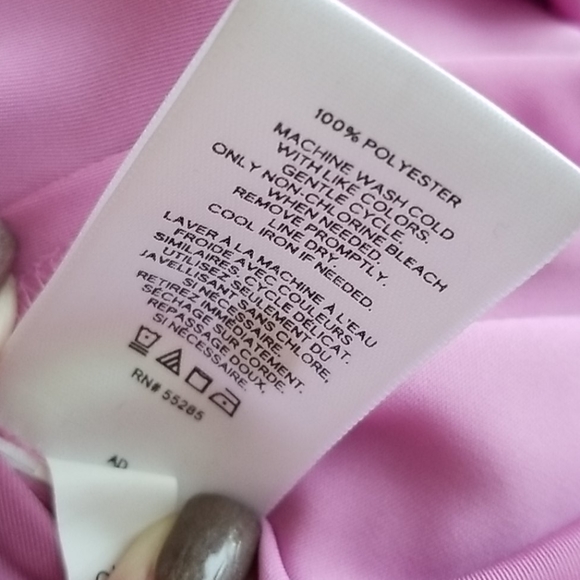 100% POLYESTER
MACHINE WASH COLD
WITH LIKE COLORS.
GENTLE CYCLE.
ONLY NON-CHLORINE BLEACH
WHEN NEEDED.
REMOVE PROMPTLY.
LINE DRY.
COOL IRON IF NEEDED.
LAVER À LA MACHINE À L'EAU
FROIDE AVEC COULEURS
SIMILAIRES, CYCLE DÉLICAT.
UTILISEZ SEULEMENT DU
JAVELLISANT SANS CHLORE,
SI NÉCESSAIRE.
RETIREZ IMMÉDIATEMENT.
SÉCHAGE SUR CORDE.
REPASSAGE DOUX,
SI NÉCESSAIRE.
RN# 55285
AD